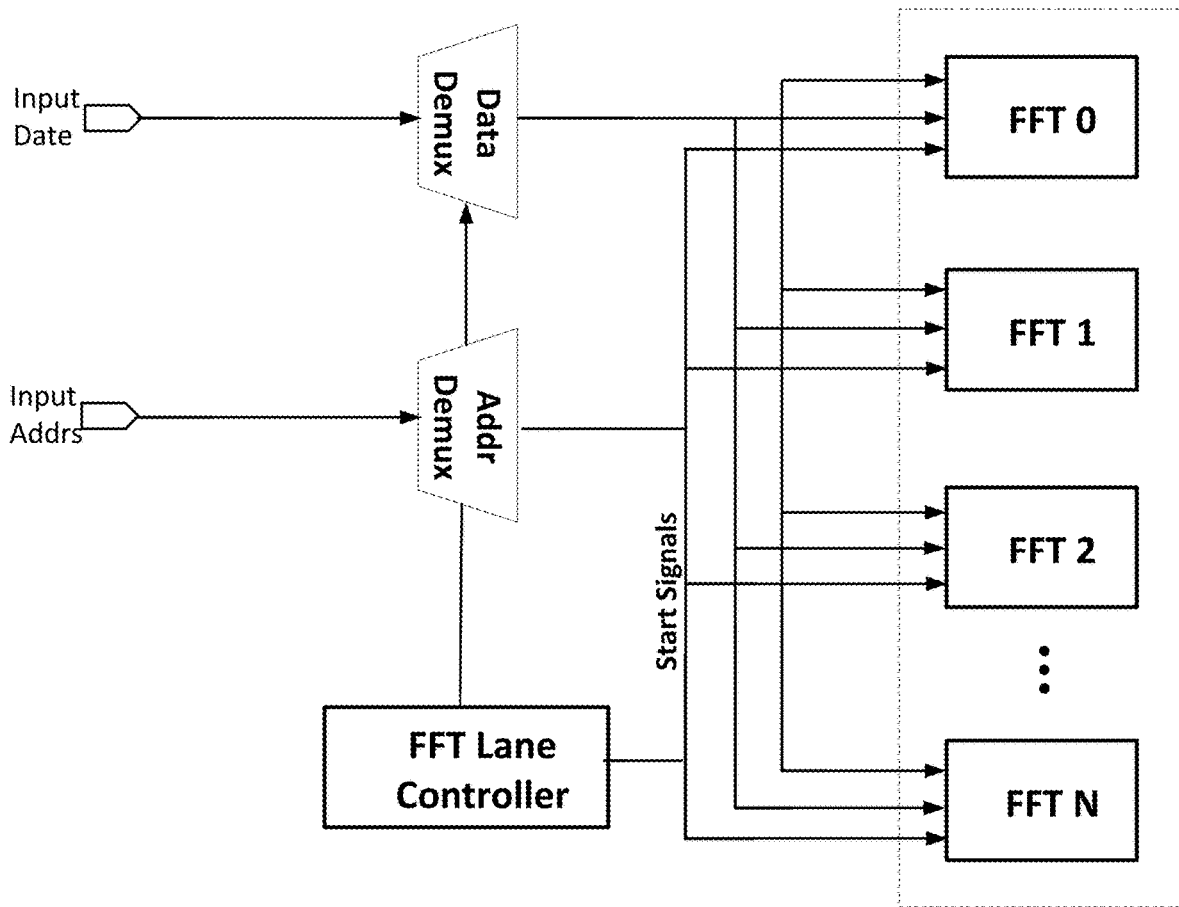 Input
Date
Data
Demux
FFT 0
FFT 1
Input
Addrs
Addr
Demux
Start Signals
FFT 2
FFT Lane
Controller
FFT N